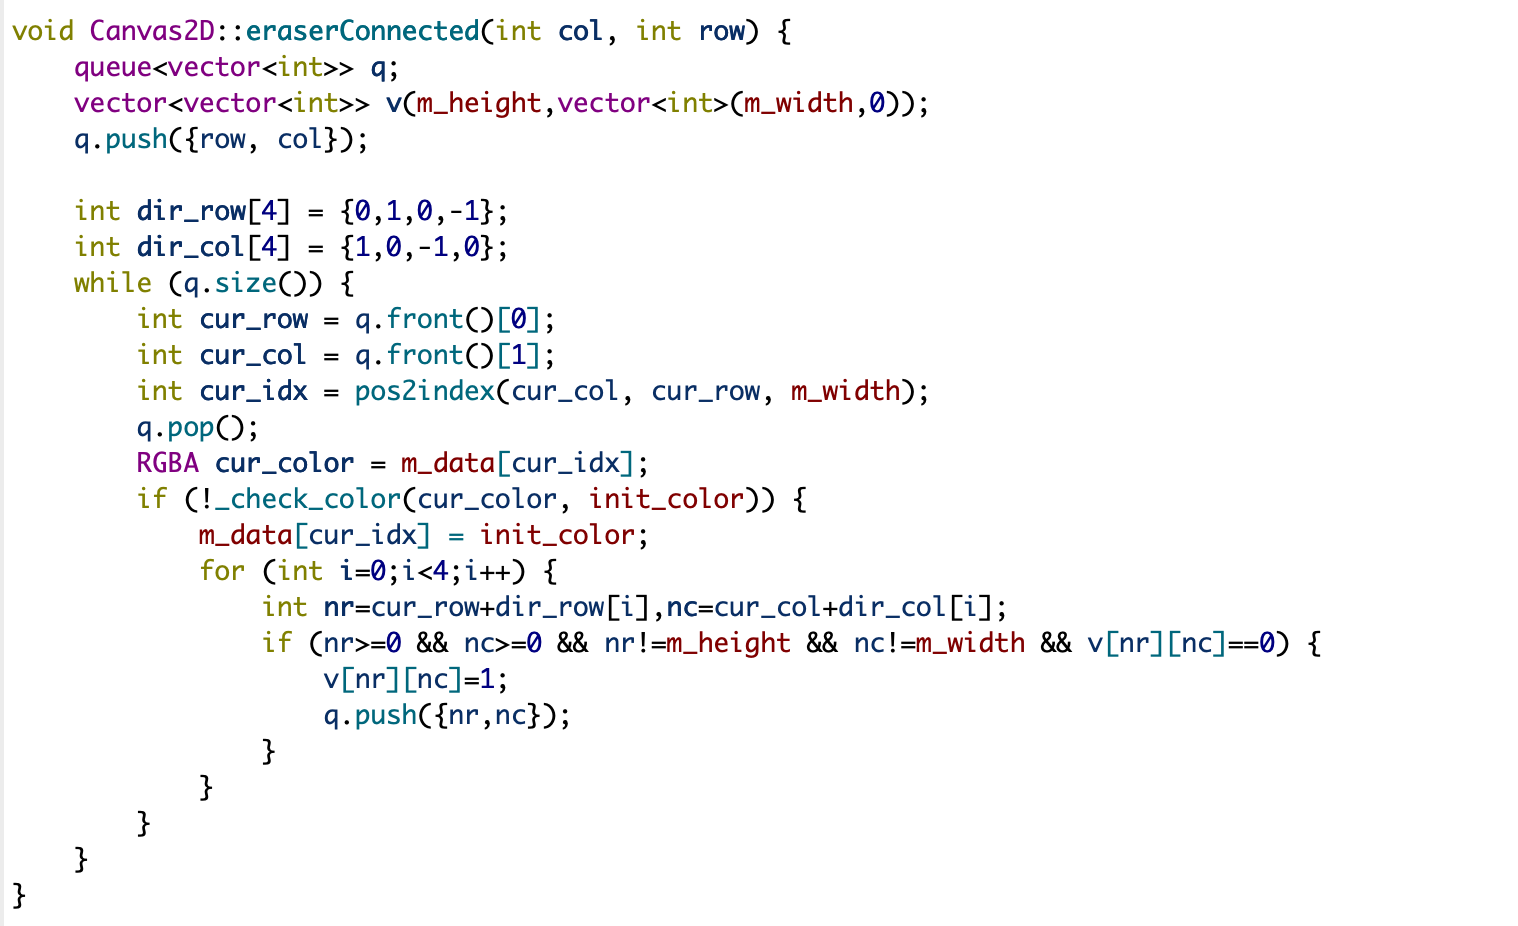 void Canvas2D::eraserConnected(int col, int row) {
    queue<vector<int>> q;
    vector<vector<int>> v(m_height,vector<int>(m_width,0));
    q.push({row, col});

    int dir_row[4] = {0,1,0,-1};
    int dir_col[4] = {1,0,-1,0};
    while (q.size()) {
        int cur_row = q.front()[0];
        int cur_col = q.front()[1];
        int cur_idx = pos2index(cur_col, cur_row, m_width);
        q.pop();
        RGBA cur_color = m_data[cur_idx];
        if (!_check_color(cur_color, init_color)) {
            m_data[cur_idx] = init_color;
            for (int i=0;i<4;i++) {
                int nr=cur_row+dir_row[i],nc=cur_col+dir_col[i];
                if (nr>=0 && nc>=0 && nr!=m_height && nc!=m_width && v[nr][nc]==0) {
                    v[nr][nc]=1;
                    q.push({nr,nc});
                }
            }
        }
    }
}